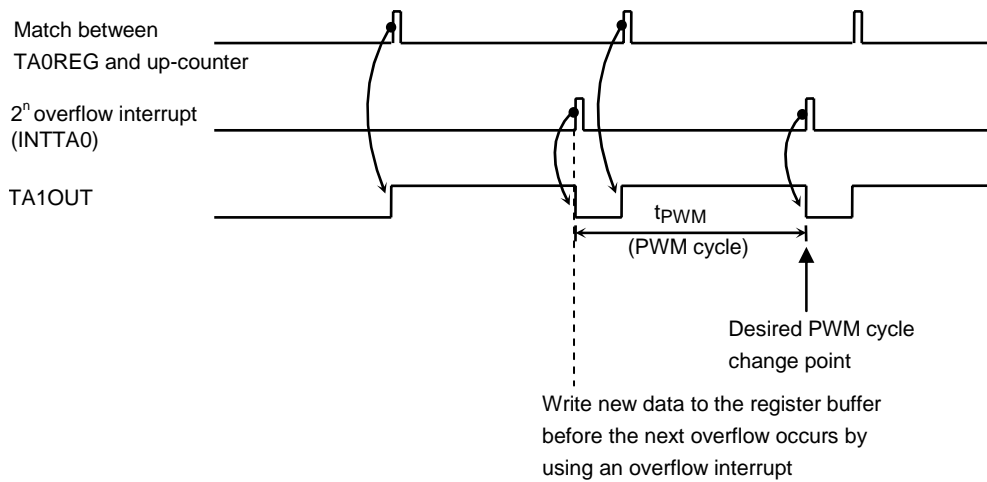 Match between
TA0REG and up-counter
2ⁿ overflow interrupt
(INTTA0)
TA1OUT
tPWM
(PWM cycle)
Desired PWM cycle
change point
Write new data to the register buffer
before the next overflow occurs by
using an overflow interrupt